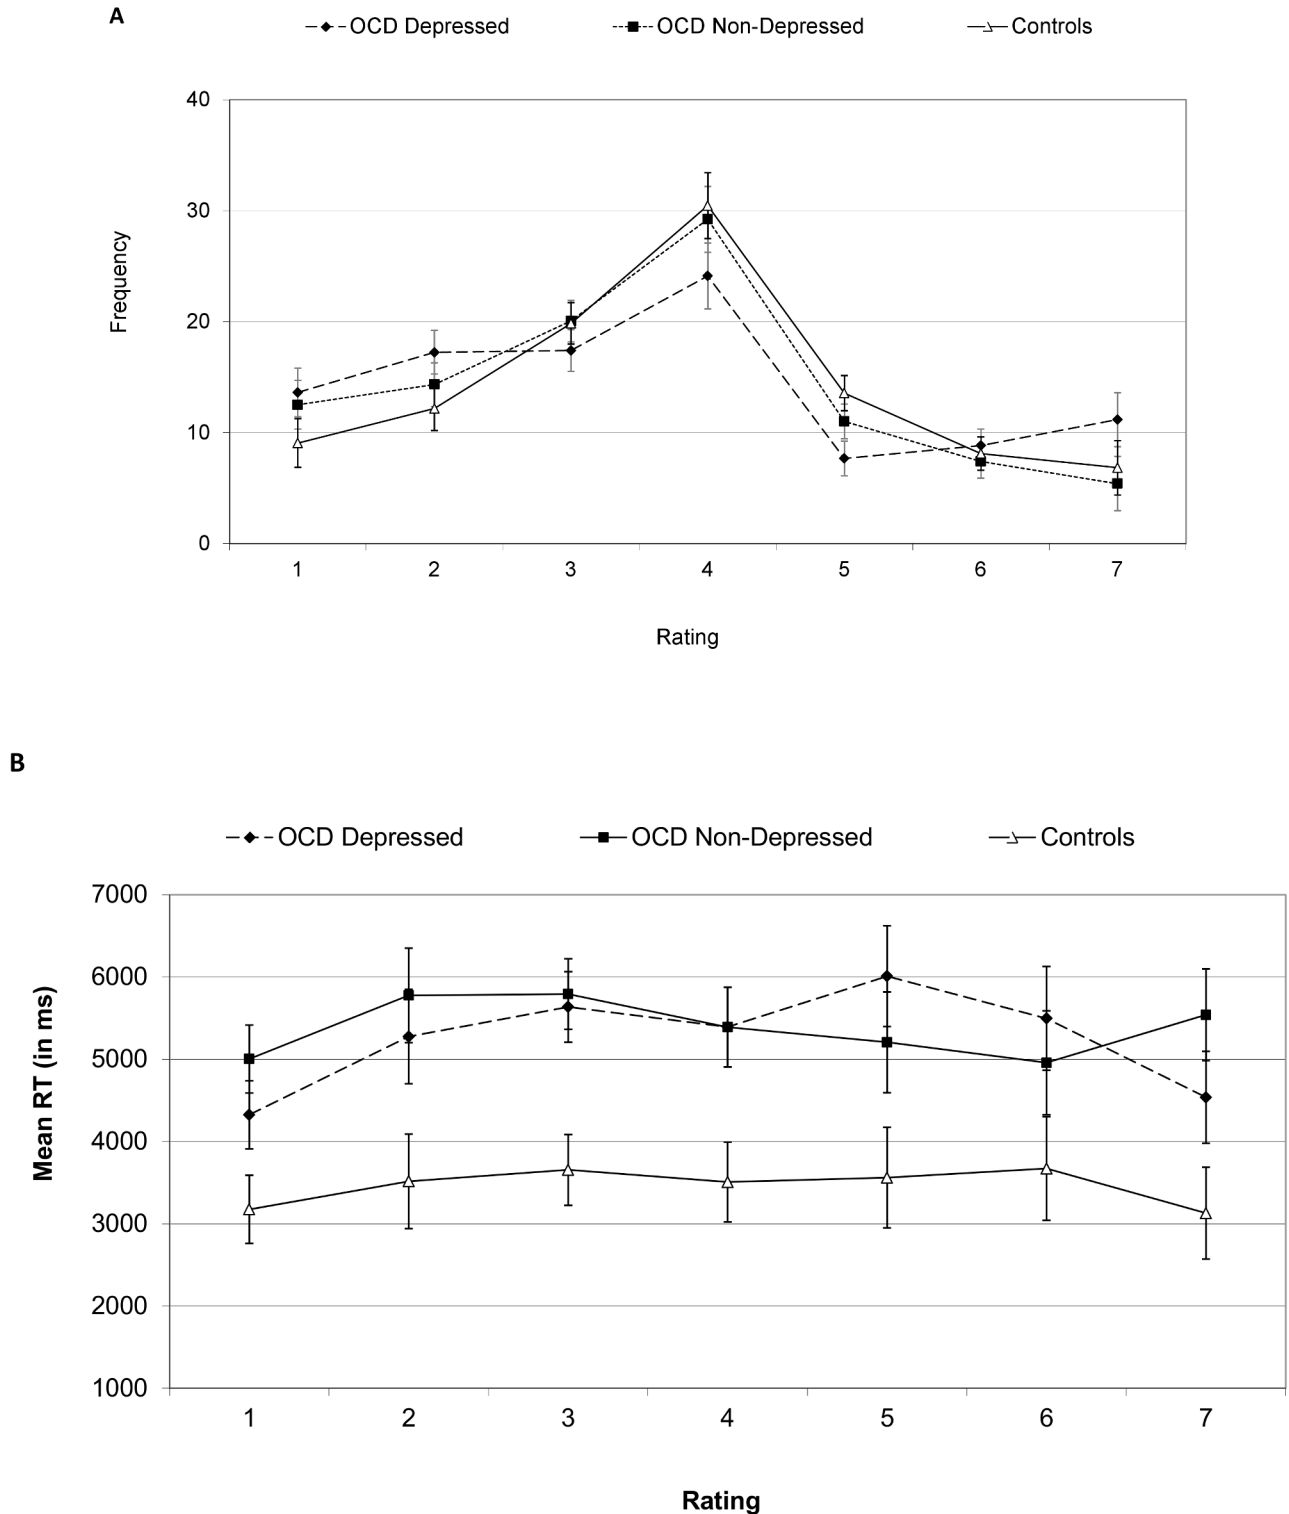 A
OCD Depressed OCD Non-Depressed Controls
40
30
20
10
0
Frequency
1 2 3 4 5 6 7
Rating
B
OCD Depressed OCD Non-Depressed Controls
7000
6000
5000
4000
3000
2000
1000
Mean RT (in ms)
1 2 3 4 5 6 7
Rating